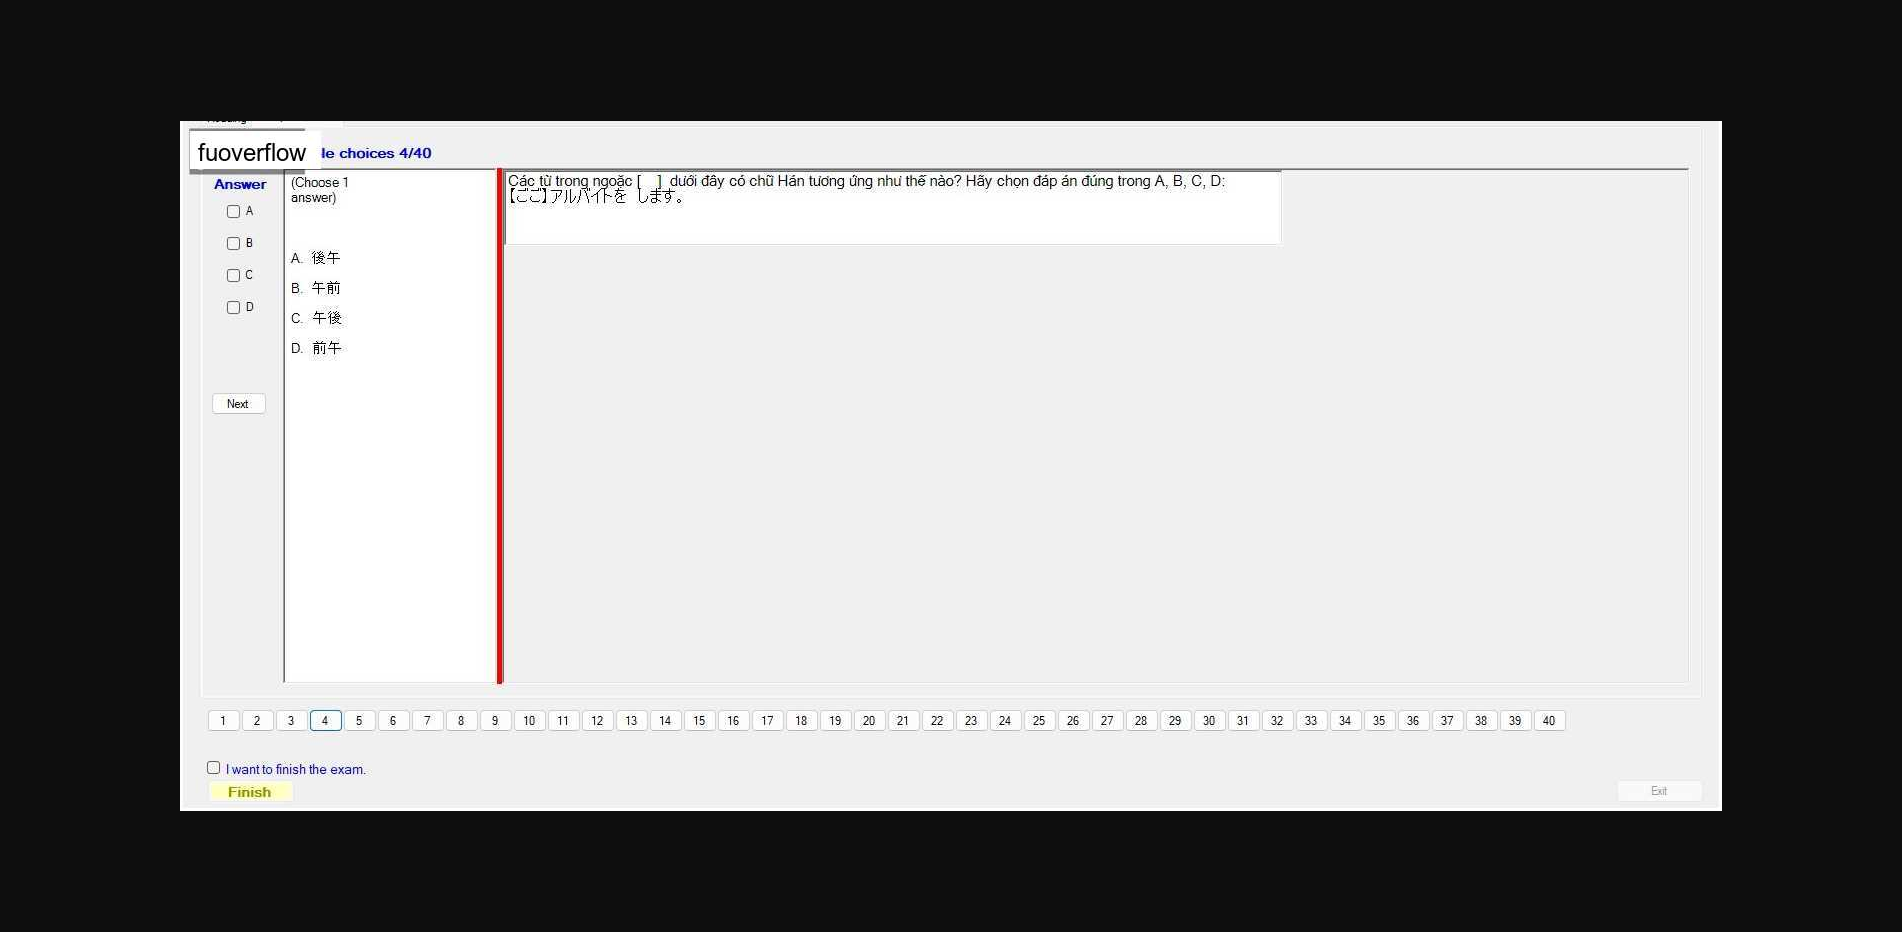 fuoverflow
le choices 4/40
Answer
A
B
C
D
Next
(Choose 1
answer)
A. 後午
B. 午前
C. 午後
D. 前午
Các từ trong ngoặc [ ] dưới đây có chữ Hán tương ứng như thế nào? Hãy chọn đáp án đúng trong A, B, C, D:
【ごご】アルバイトを します。
1 2 3 4 5 6 7 8 9 10 11 12 13 14 15 16 17 18 19 20 21 22 23 24 25 26 27 28 29 30 31 32 33 34 35 36 37 38 39 40
I want to finish the exam.
Finish
Exit